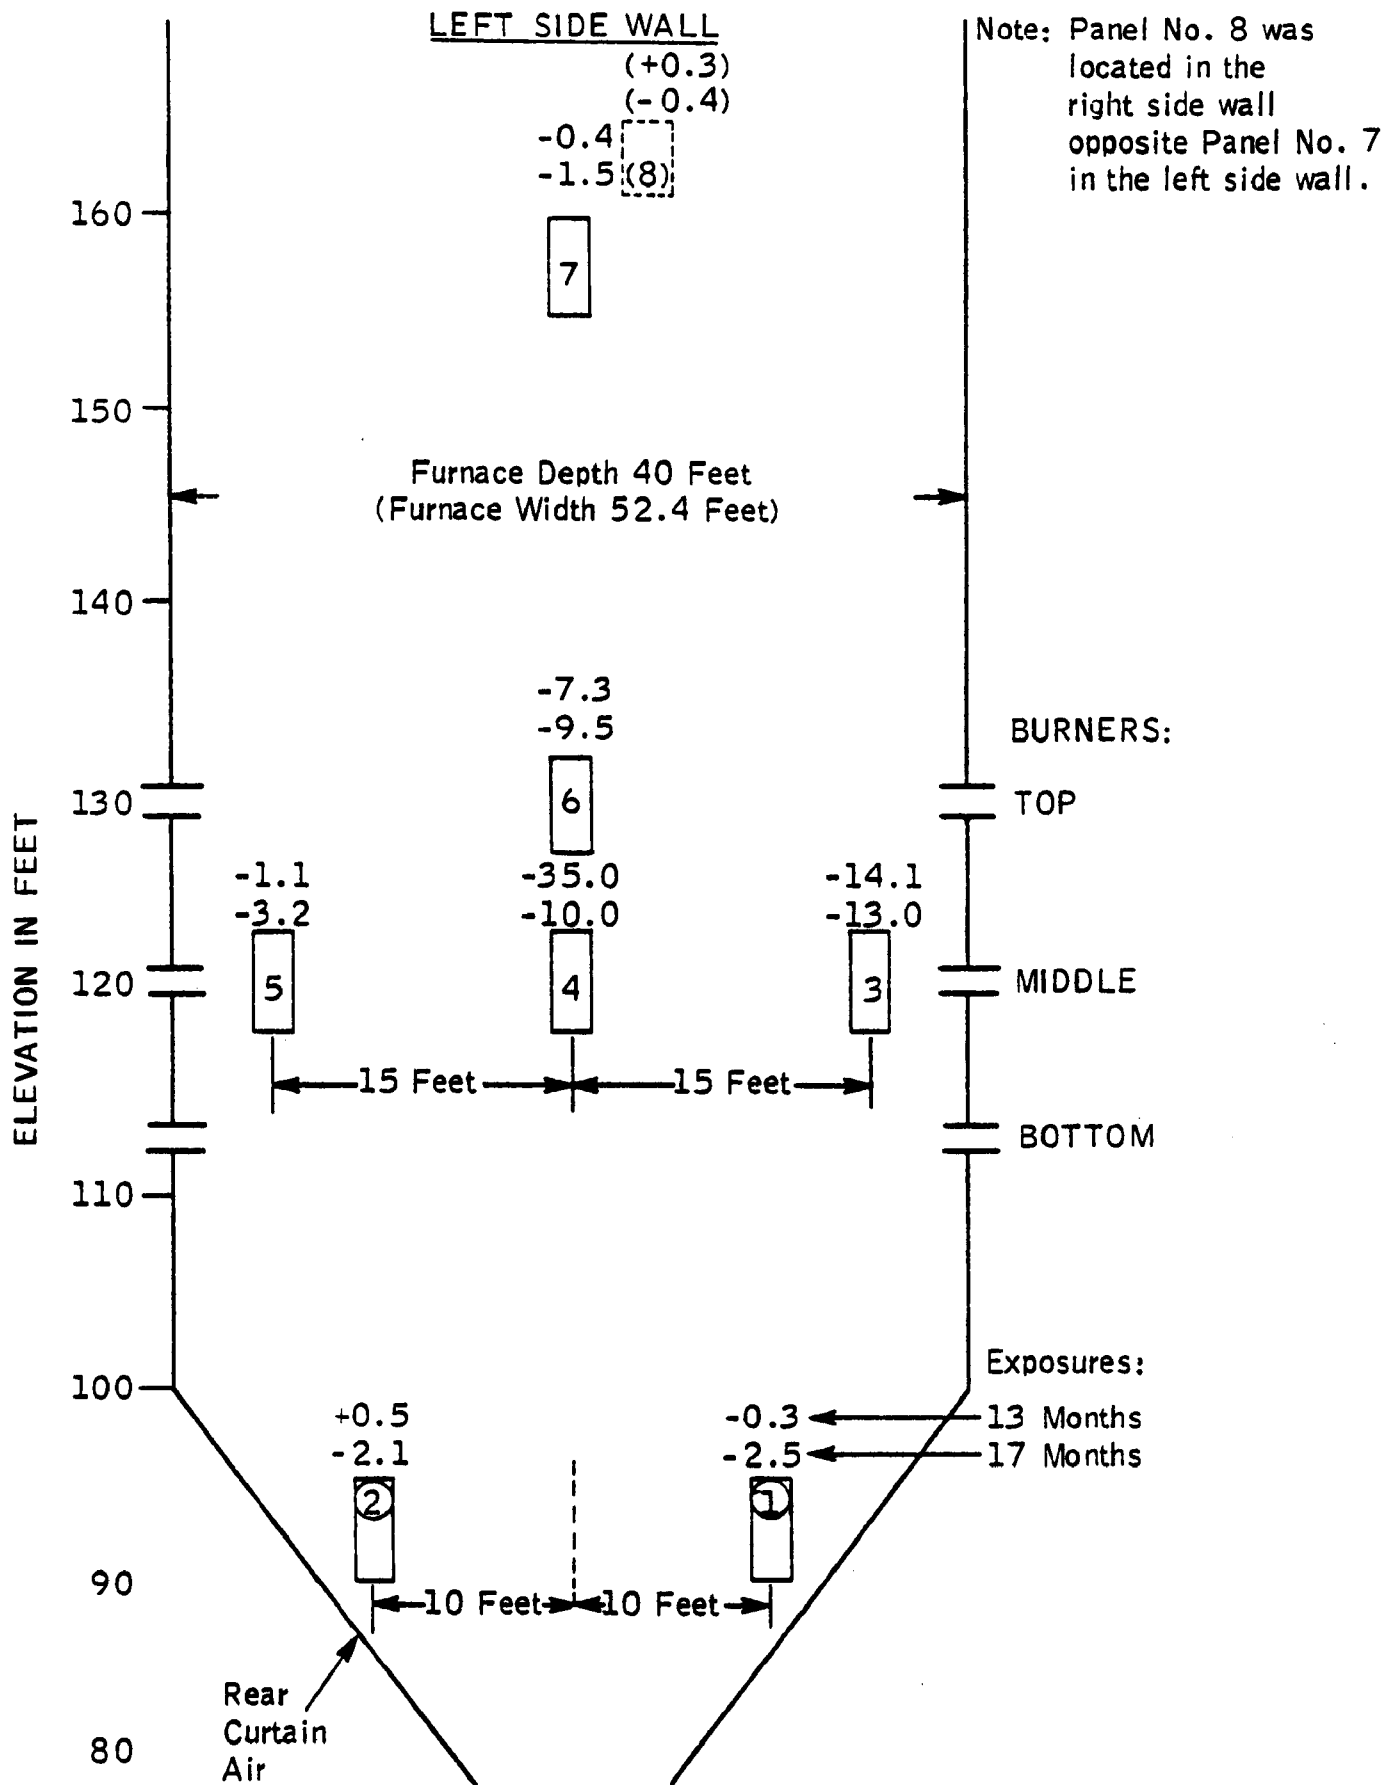 LEFT SIDE WALL
Note: Panel No. 8 was
located in the
right side wall
opposite Panel No. 7
in the left side wall.
(+0.3)
(-0.4)
-0.4
-1.5 (8)
160
7
150
Furnace Depth 40 Feet
(Furnace Width 52.4 Feet)
140
-7.3
-9.5
BURNERS:
130
6
TOP
ELEVATION IN FEET
-1.1 -35.0 -14.1
-3.2 -10.0 -13.0
120 5 4 3 MIDDLE
15 Feet 15 Feet
BOTTOM
110
Exposures:
100
+0.5 -0.3 13 Months
-2.1 -2.5 17 Months
2 1
90
10 Feet 10 Feet
Rear
Curtain
Air
80